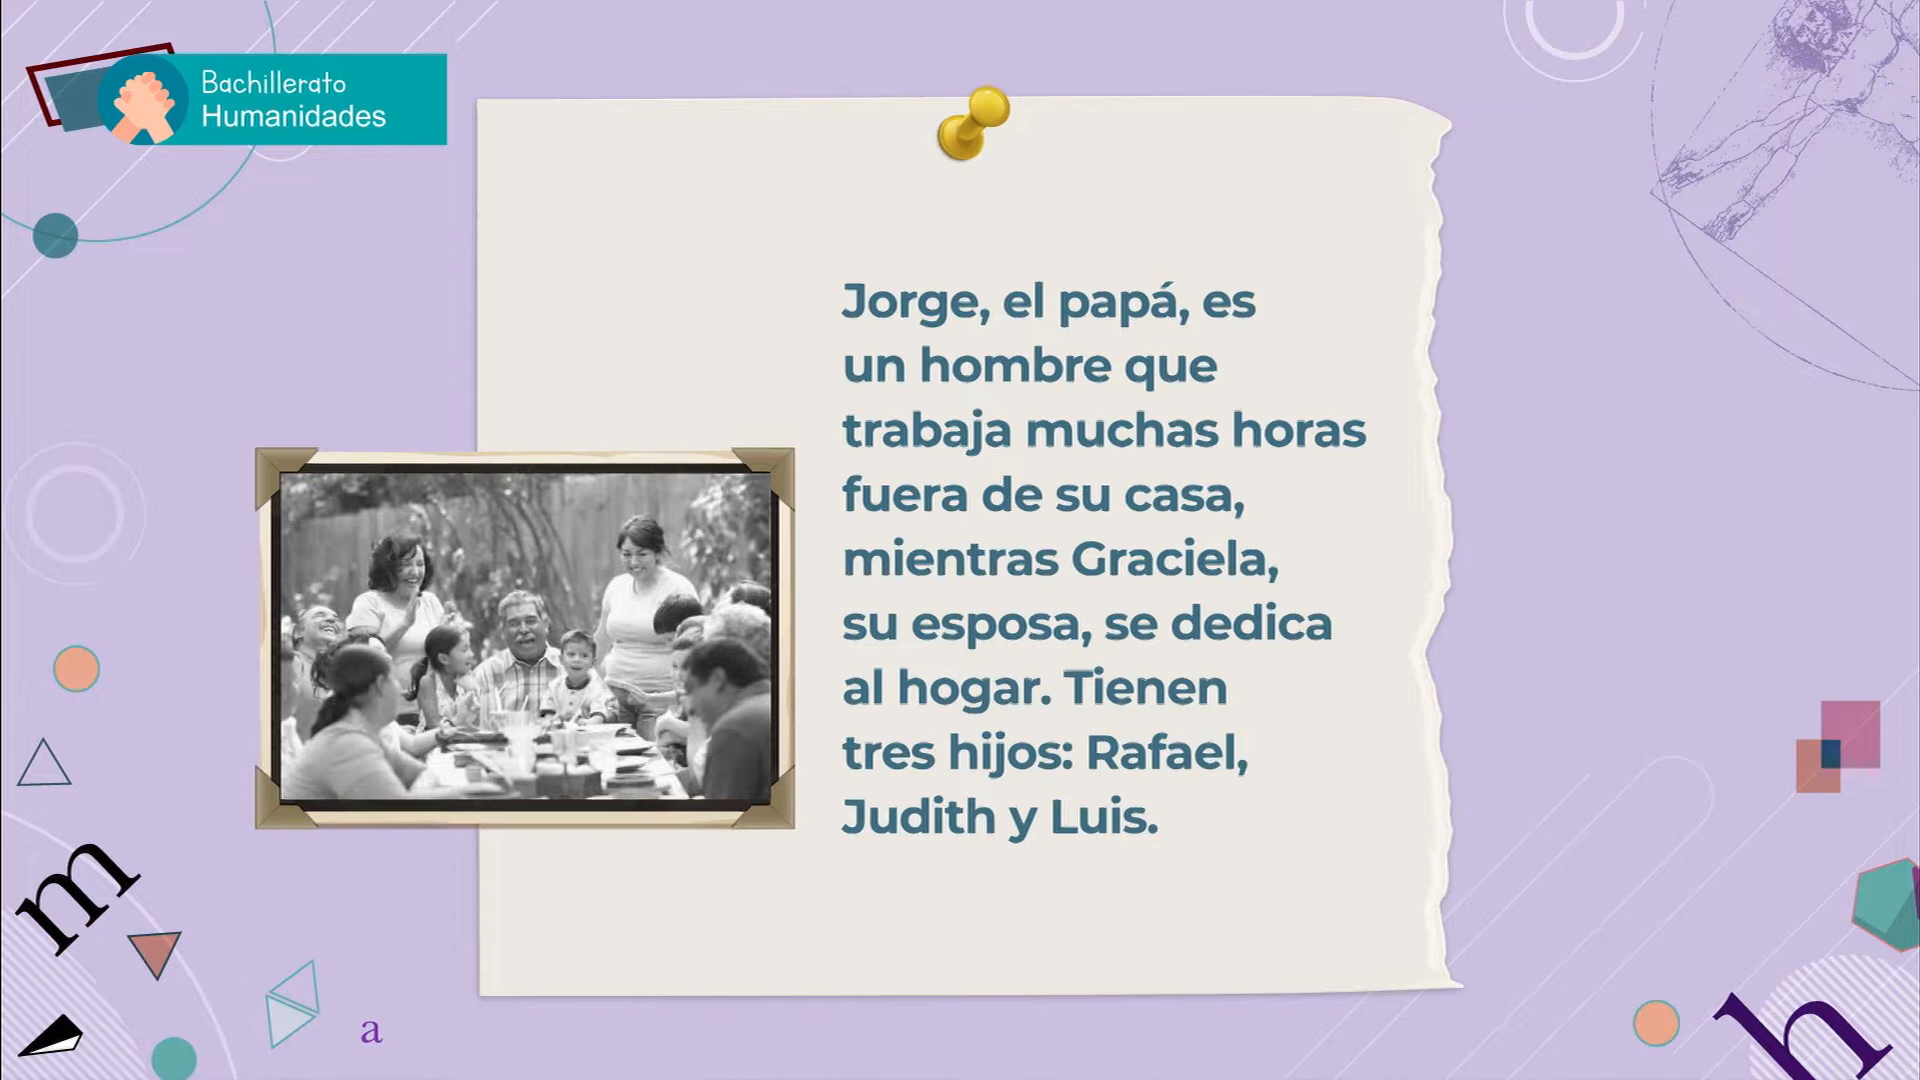 Bachillerato
Humanidades
Jorge, el papá, es
un hombre que
trabaja muchas horas
fuera de su casa,
mientras Graciela,
su esposa, se dedica
al hogar. Tienen
tres hijos: Rafael,
Judith y Luis.
m
a
h